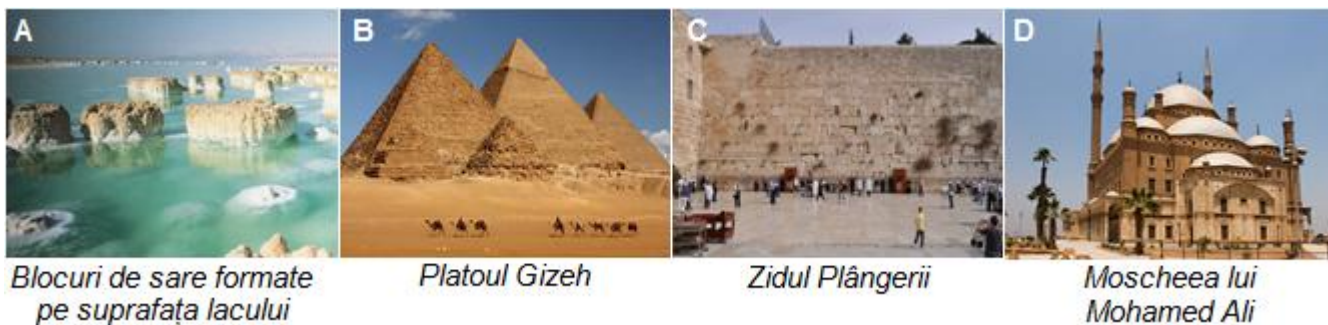 A
B
C
D
Blocuri de sare formate
pe suprafața lacului
Platoul Gizeh
Zidul Plângerii
Moscheea lui
Mohamed Ali